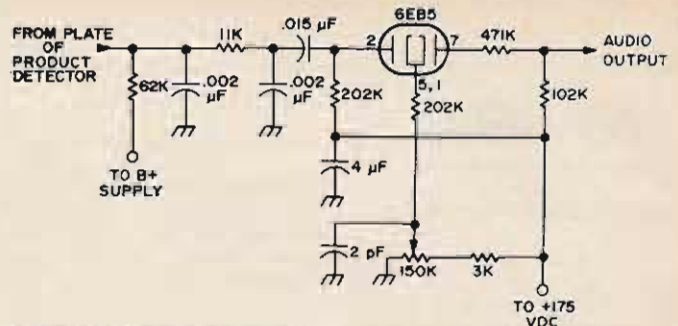 6EB5
FROM PLATE
OF
PRODUCT
DETECTOR
11K
.015 µF
2
7
471K
AUDIO
OUTPUT
62K
.002
µF
.002
µF
202K
5,1
202K
102K
TO B+
SUPPLY
4 µF
2 pF
150K
3K
TO +175
VDC